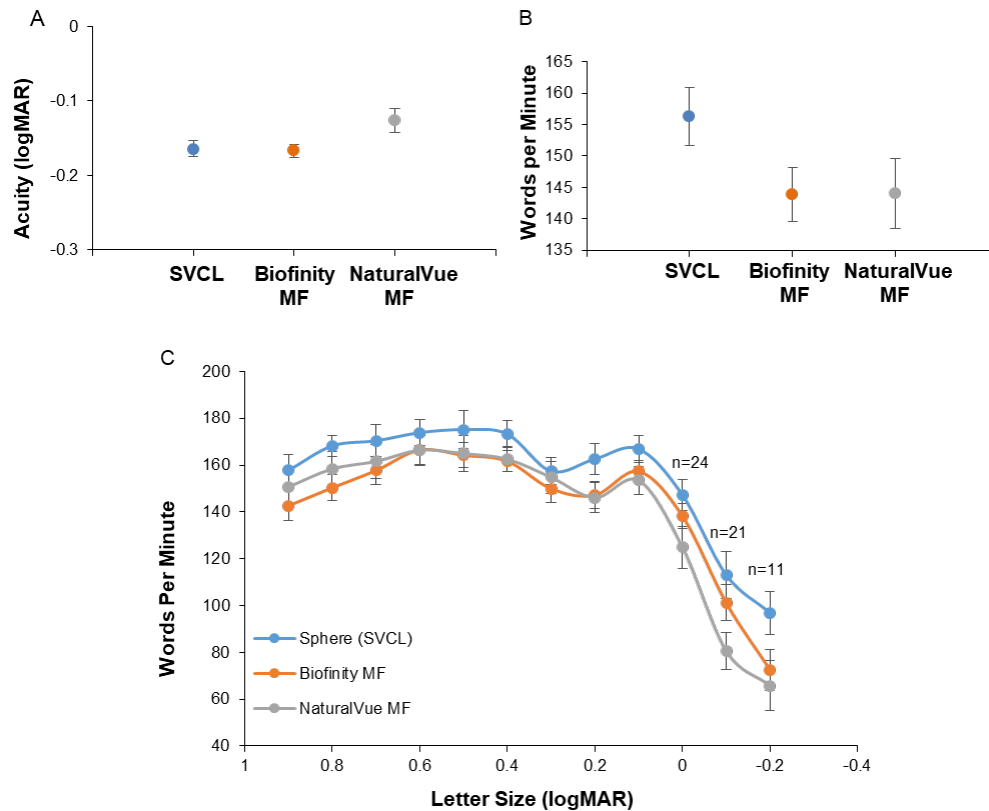 A
0
-0.1
-0.2
-0.3
Acuity (logMAR)
SVCL
Biofinity
MF
NaturalVue
MF
B
165
160
155
150
145
140
135
Words per Minute
SVCL
Biofinity
MF
NaturalVue
MF
C
200
180
160
140
120
100
80
60
40
Words Per Minute
n=24
n=21
n=11
Sphere (SVCL)
Biofinity MF
NaturalVue MF
1
0.8
0.6
0.4
0.2
0
-0.2
-0.4
Letter Size (logMAR)